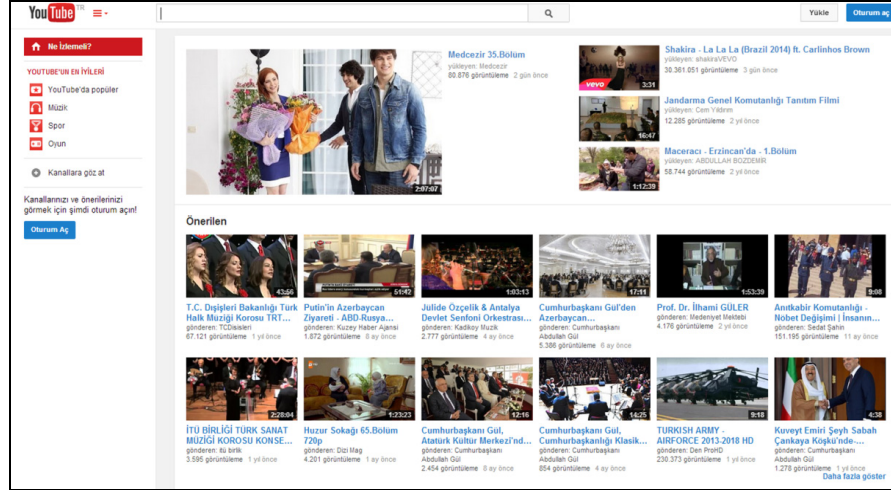 YouTube TR
Yükle
Oturum aç
Ne İzlemeli?
YOUTUBE'UN EN İYİLERİ
YouTube'da popüler
Müzik
Spor
Oyun
Kanallara göz at
Kanallarınızı ve önerilerinizi
görmek için şimdi oturum açın!
Oturum Aç
2:07:07
Medcezir 35.Bölüm
yükleyen: Medcezir
80.876 görüntüleme 2 gün önce
vevo
3:31
Shakira - La La La (Brazil 2014) ft. Carlinhos Brown
yükleyen: shakiraVEVO
30.361.051 görüntüleme 3 gün önce
16:47
Jandarma Genel Komutanlığı Tanıtım Filmi
yükleyen: Cem Yıldırım
12.285 görüntüleme 2 yıl önce
1:12:39
Maceracı - Erzincan'da - 1.Bölüm
yükleyen: ABDULLAH BOZDEMİR
58.744 görüntüleme 2 yıl önce
Önerilen
43:56
T.C. Dışişleri Bakanlığı Türk
Halk Müziği Korosu TRT...
gönderen: TCDisisleri
67.121 görüntüleme 1 yıl önce
51:42
Putin'in Azerbaycan
Ziyareti - ABD-Rusya...
gönderen: Kuzey Haber Ajansi
1.872 görüntüleme 8 ay önce
1:03:13
Jülide Özçelik & Antalya
Devlet Senfoni Orkestrası...
gönderen: Kadikoy Muzik
2.777 görüntüleme 4 ay önce
17:11
Cumhurbaşkanı Gül'den
Azerbaycan...
gönderen: Cumhurbaşkanı
Abdullah Gül
5.386 görüntüleme 6 ay önce
1:53:39
Prof. Dr. İlhami GÜLER
gönderen: Medeniyet Mektebi
4.176 görüntüleme 2 yıl önce
9:08
Anıtkabir Komutanlığı -
Nöbet Değişimi | İnsanın...
gönderen: Sedat Şahin
151.195 görüntüleme 11 ay önce
2:28:04
İTÜ BİRLİĞİ TÜRK SANAT
MÜZİĞİ KOROSU KONSE...
gönderen: itü birlik
3.595 görüntüleme 1 yıl önce
1:23:23
Huzur Sokağı 65.Bölüm
720p
gönderen: Dizi Mag
4.201 görüntüleme 1 ay önce
12:16
Cumhurbaşkanı Gül,
Atatürk Kültür Merkezi'nd...
gönderen: Cumhurbaşkanı
Abdullah Gül
2.454 görüntüleme 8 ay önce
14:25
Cumhurbaşkanı Gül,
Cumhurbaşkanlığı Klasik...
gönderen: Cumhurbaşkanı
Abdullah Gül
854 görüntüleme 4 ay önce
9:18
TURKISH ARMY -
AIRFORCE 2013-2018 HD
gönderen: Den ProHD
230.373 görüntüleme 1 yıl önce
4:38
Kuveyt Emiri Şeyh Sabah
Çankaya Köşkü'nde-...
gönderen: Cumhurbaşkanı
Abdullah Gül
1.278 görüntüleme 1 yıl önce
Daha fazla göster